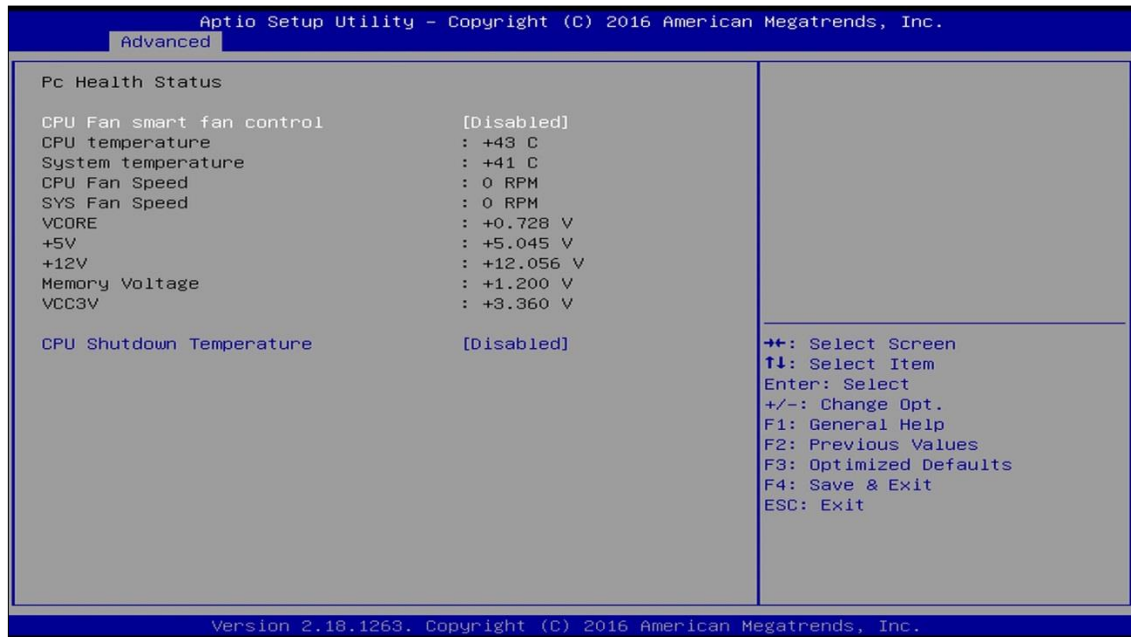 Aptio Setup Utility – Copyright (C) 2016 American Megatrends, Inc.
Advanced
Pc Health Status
CPU Fan smart fan control [Disabled]
CPU temperature : +43 C
System temperature : +41 C
CPU Fan Speed : 0 RPM
SYS Fan Speed : 0 RPM
VCORE : +0.728 V
+5V : +5.045 V
+12V : +12.056 V
Memory Voltage : +1.200 V
VCC3V : +3.360 V
CPU Shutdown Temperature [Disabled]
→←: Select Screen
↑↓: Select Item
Enter: Select
+/-: Change Opt.
F1: General Help
F2: Previous Values
F3: Optimized Defaults
F4: Save & Exit
ESC: Exit
Version 2.18.1263. Copyright (C) 2016 American Megatrends, Inc.